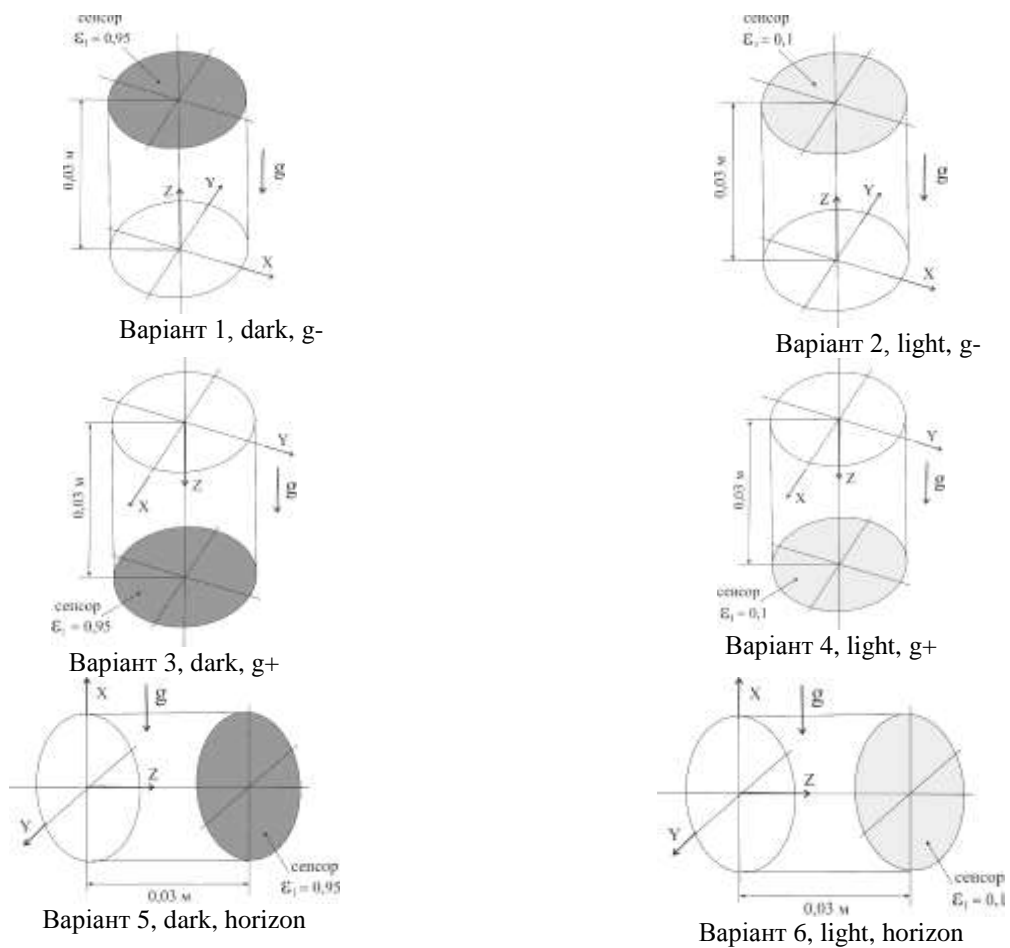 сенсор
ε₁ = 0,95
0,03 м
g
Z
Y
X
Варіант 1, dark, g-
сенсор
ε₁ = 0,1
0,03 м
g
Z
Y
X
Варіант 2, light, g-
0,03 м
Y
g
X
Z
сенсор
ε₁ = 0,95
Варіант 3, dark, g+
0,03 м
Y
g
X
Z
сенсор
ε₁ = 0,1
Варіант 4, light, g+
X
g
Z
Y
сенсор
ε₁ = 0,95
0,03 м
Варіант 5, dark, horizon
X
g
Z
Y
сенсор
ε₁ = 0,1
0,03 м
Варіант 6, light, horizon